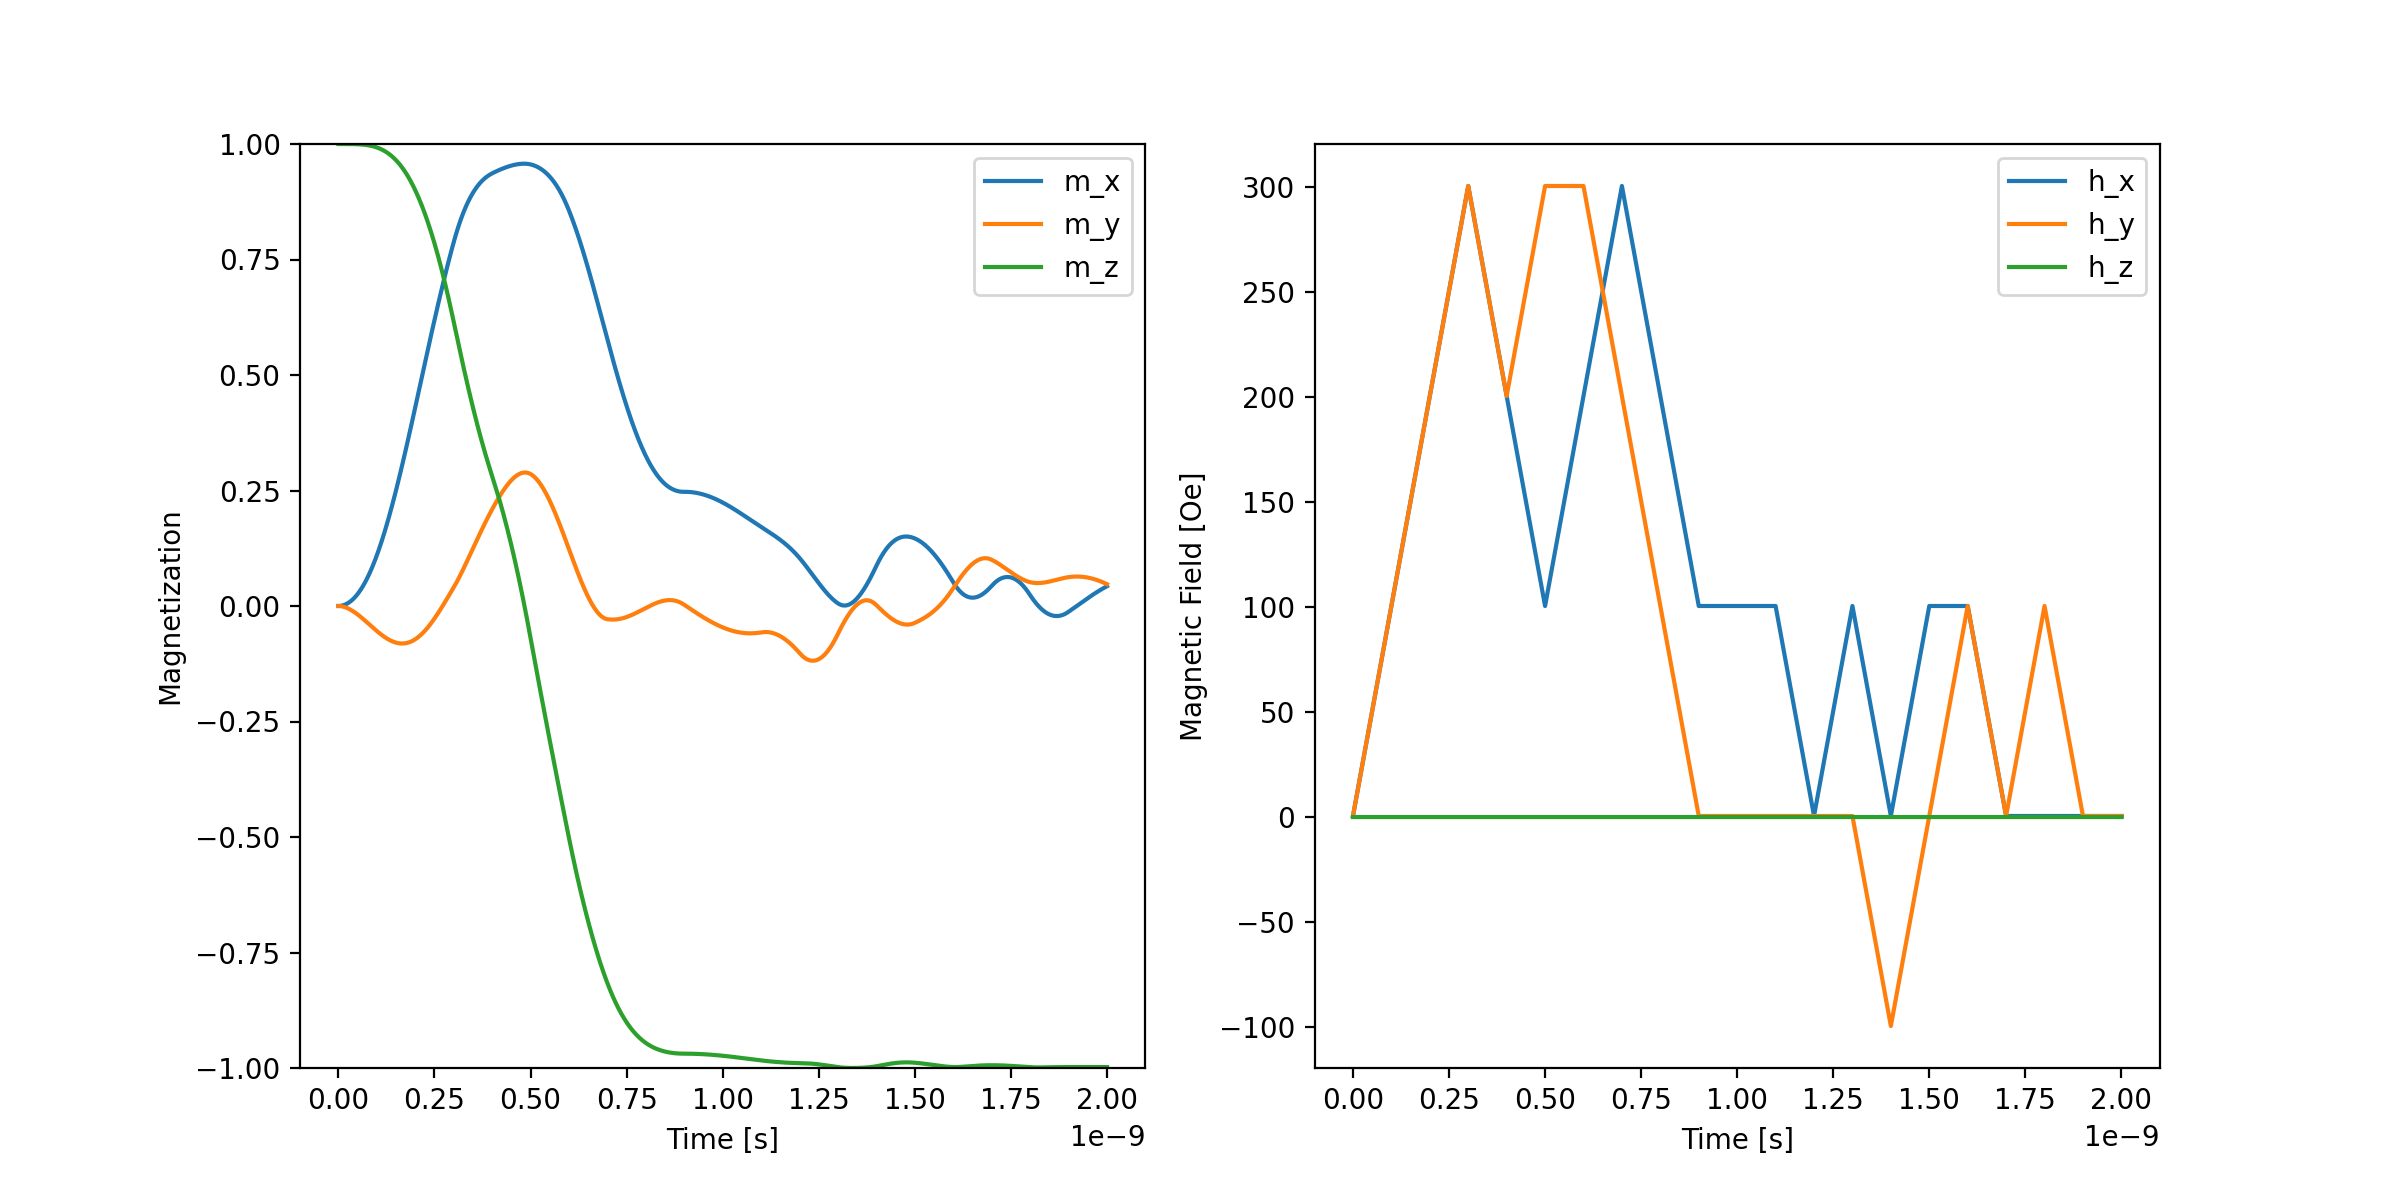 1.00
0.75
0.50
0.25
0.00
−0.25
−0.50
−0.75
−1.00
Magnetization
m_x
m_y
m_z
0.00 0.25 0.50 0.75 1.00 1.25 1.50 1.75 2.00
Time [s]
1e−9
300
250
200
150
100
50
0
−50
−100
Magnetic Field [Oe]
h_x
h_y
h_z
0.00 0.25 0.50 0.75 1.00 1.25 1.50 1.75 2.00
Time [s]
1e−9